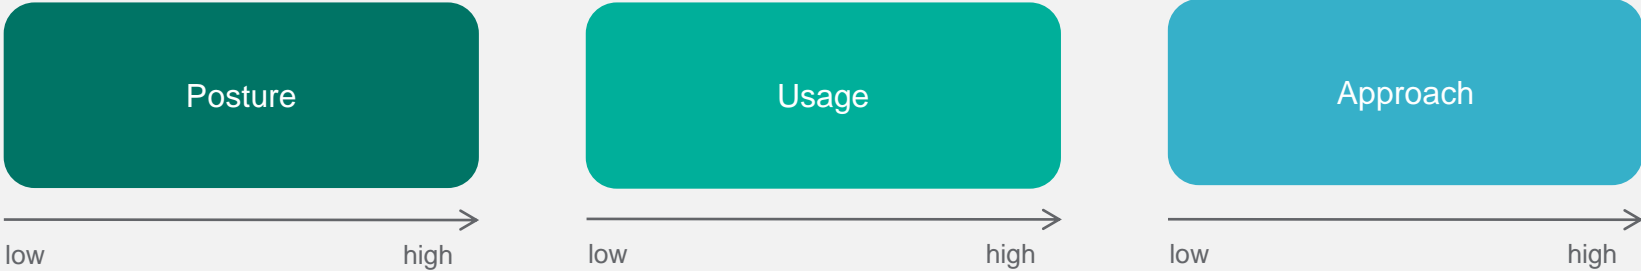 Posture
Usage
Approach
low high
low high
low high